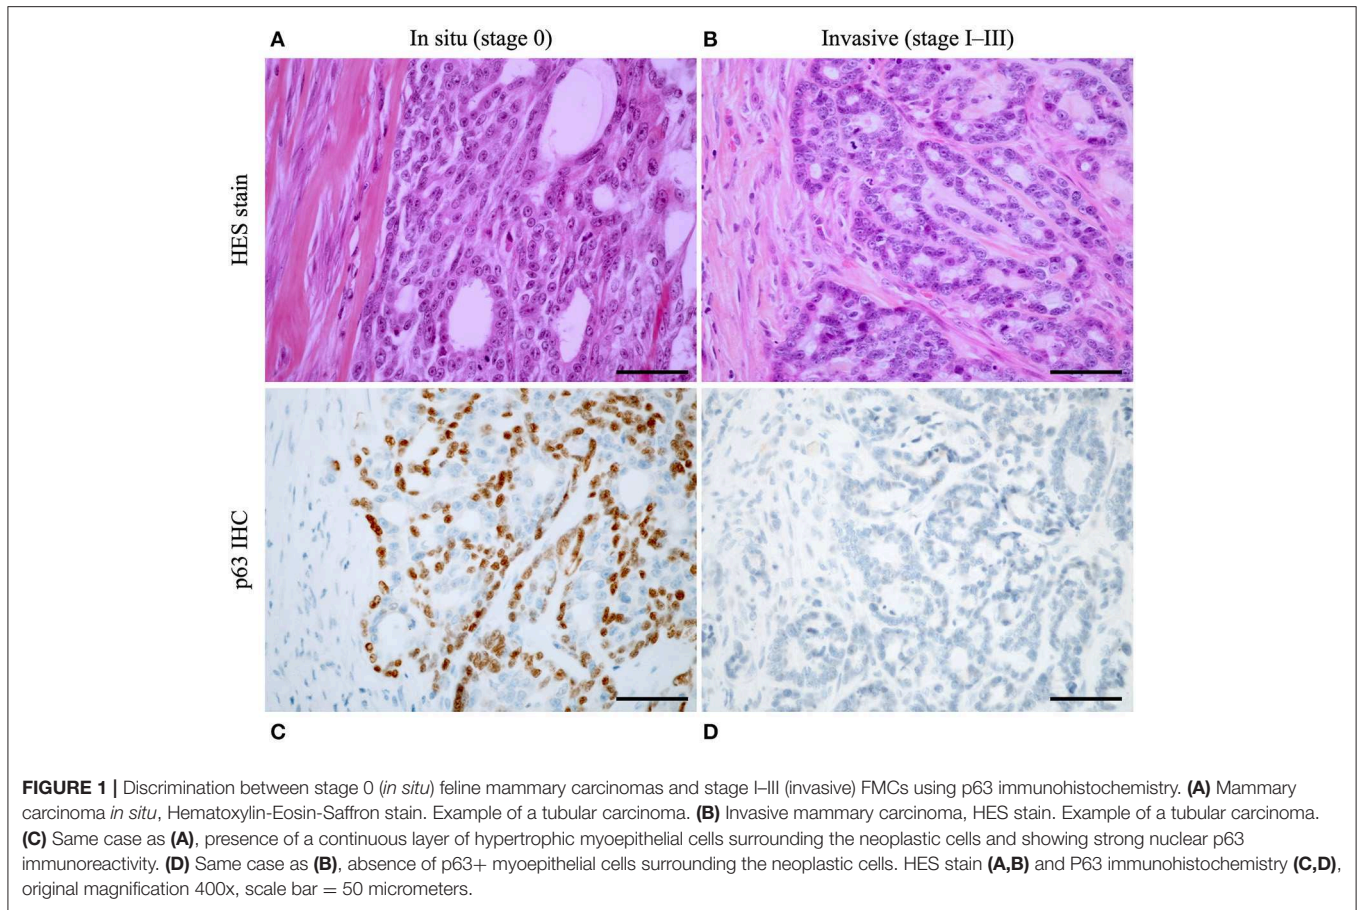 A
In situ (stage 0)
B
Invasive (stage I–III)
HES stain
p63 IHC
C
D
FIGURE 1 | Discrimination between stage 0 (in situ) feline mammary carcinomas and stage I–III (invasive) FMCs using p63 immunohistochemistry. (A) Mammary
carcinoma in situ, Hematoxylin-Eosin-Saffron stain. Example of a tubular carcinoma. (B) Invasive mammary carcinoma, HES stain. Example of a tubular carcinoma.
(C) Same case as (A), presence of a continuous layer of hypertrophic myoepithelial cells surrounding the neoplastic cells and showing strong nuclear p63
immunoreactivity. (D) Same case as (B), absence of p63+ myoepithelial cells surrounding the neoplastic cells. HES stain (A,B) and P63 immunohistochemistry (C,D),
original magnification 400x, scale bar = 50 micrometers.